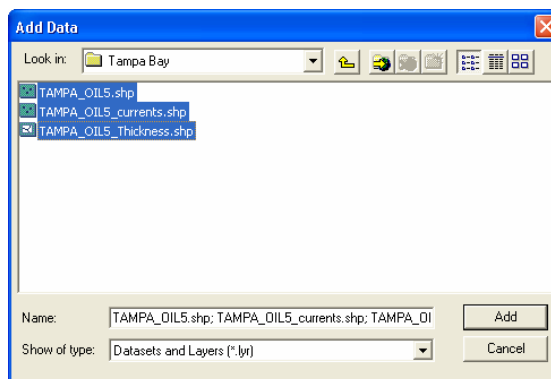 Add Data
Look in: Tampa Bay
TAMPA_OIL5.shp
TAMPA_OIL5_currents.shp
TAMPA_OIL5_Thickness.shp
Name: TAMPA_OIL5.shp; TAMPA_OIL5_currents.shp; TAMPA_OI
Add
Show of type: Datasets and Layers (*.lyr)
Cancel